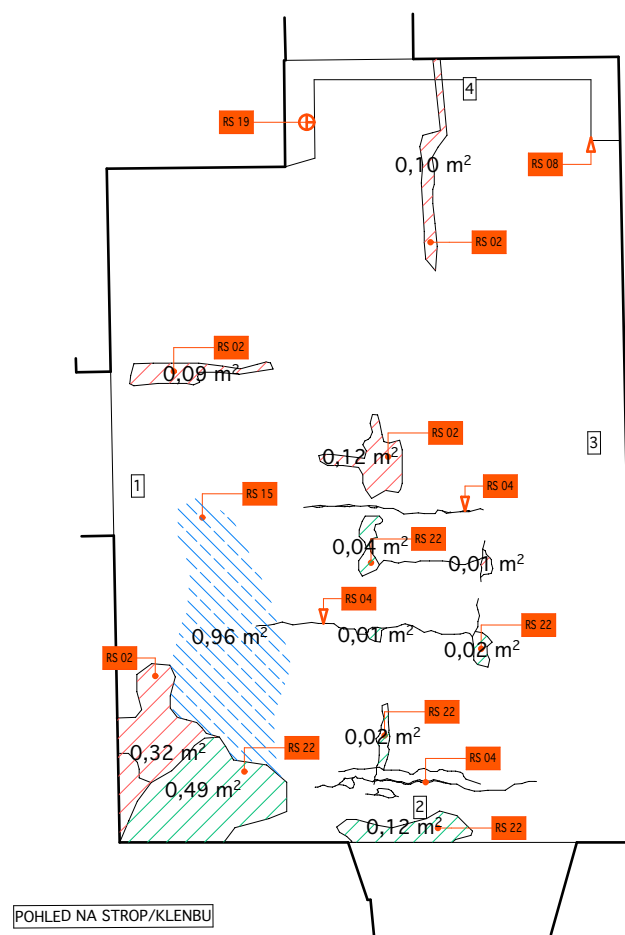 4
RS 19
RS 08
0,10 m²
RS 02
RS 02
0,09 m²
RS 02
3
0,12 m²
1
RS 15
RS 04
RS 22
0,04 m²
0,01 m²
RS 04
0,96 m²
0,01 m²
RS 22
0,02 m²
RS 02
RS 22
0,02 m²
0,32 m²
RS 22
RS 04
0,49 m²
2
0,12 m²
RS 22
POHLED NA STROP/KLENBU